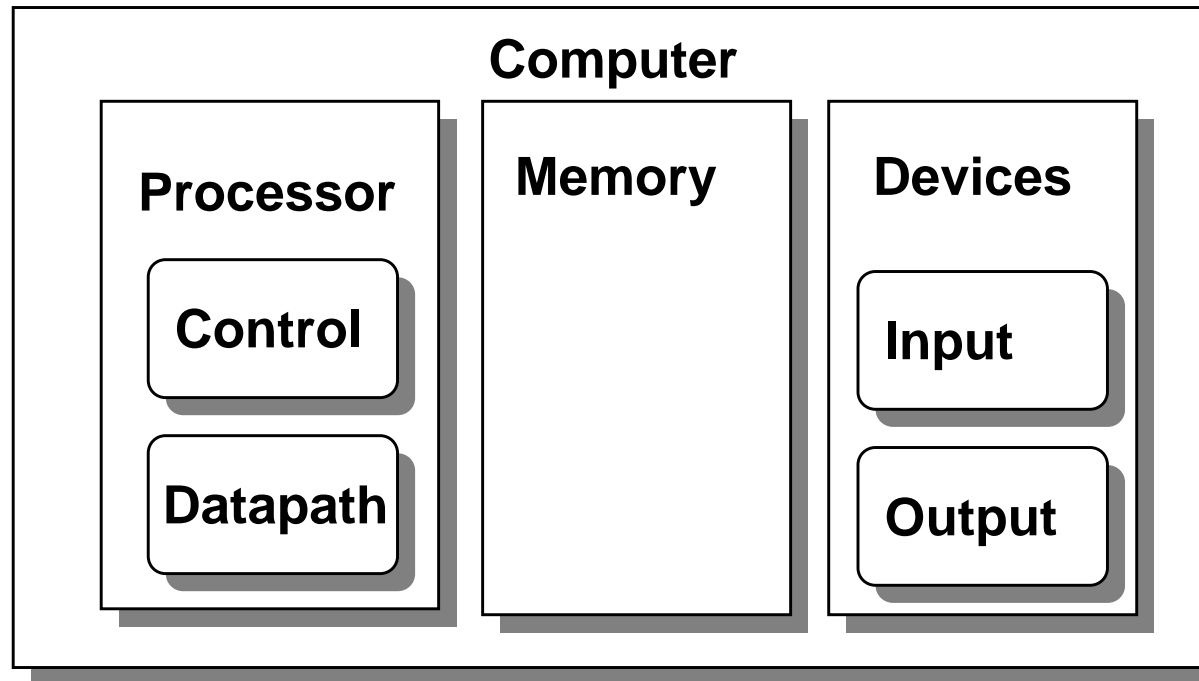 Computer
Processor
Control
Datapath
Memory
Devices
Input
Output